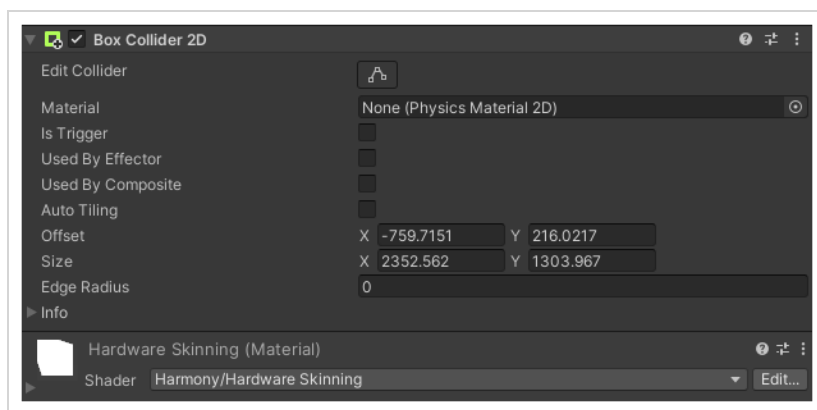 Box Collider 2D
Edit Collider
Material None (Physics Material 2D)
Is Trigger
Used By Effector
Used By Composite
Auto Tiling
Offset X -759.7151 Y 216.0217
Size X 2352.562 Y 1303.967
Edge Radius 0
Info
Hardware Skinning (Material)
Shader Harmony/Hardware Skinning Edit...